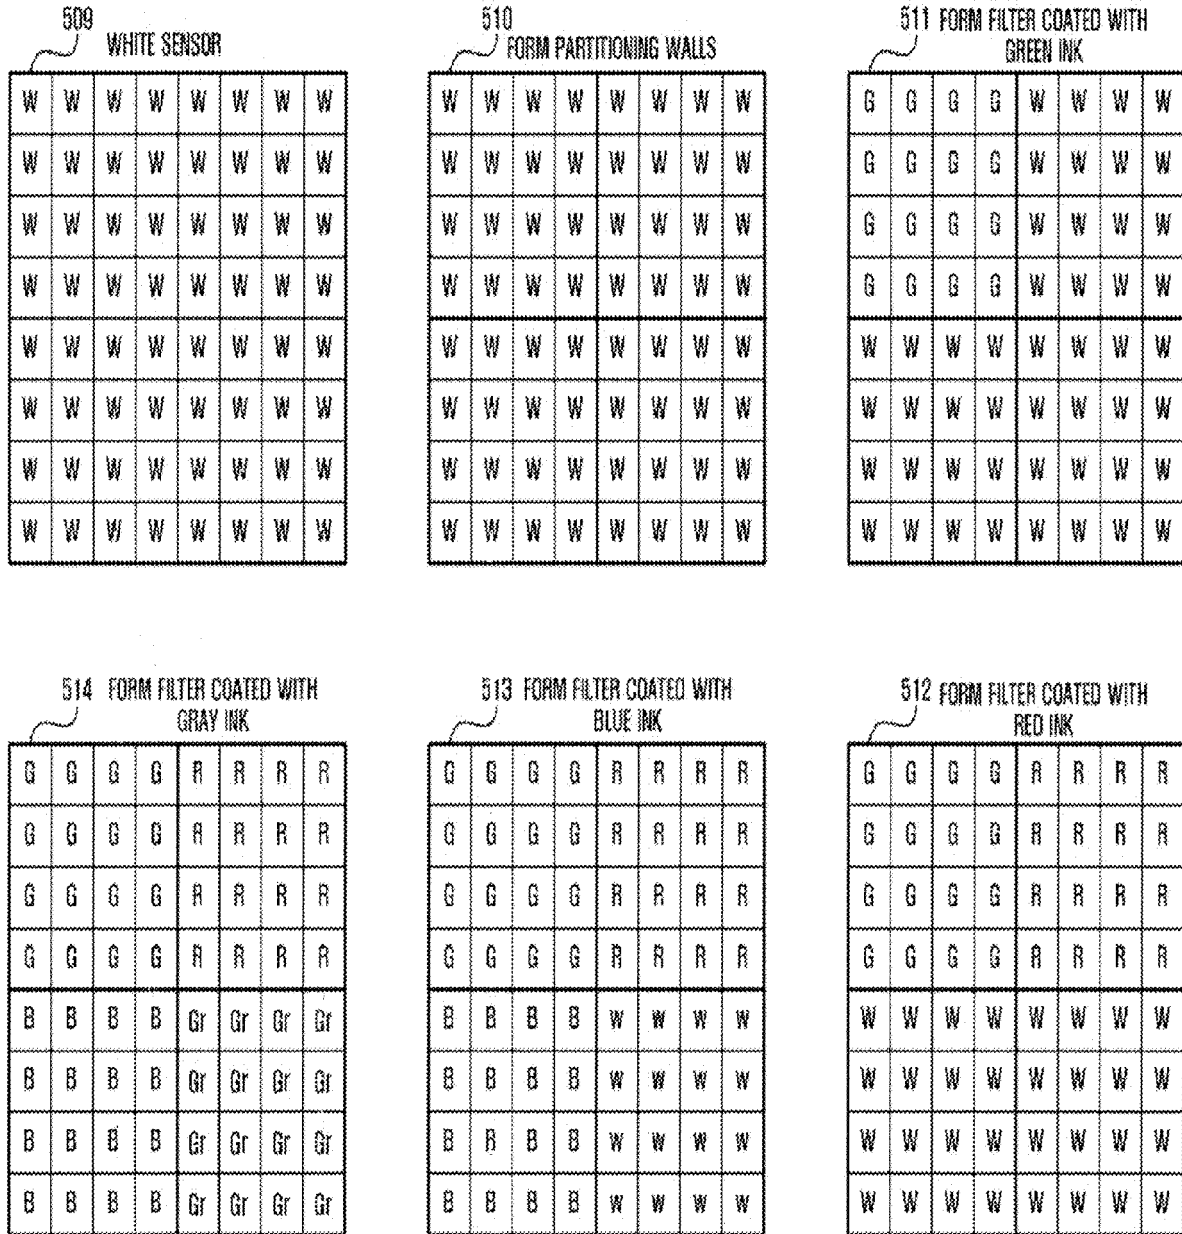 509
WHITE SENSOR
W W W W W W W W
W W W W W W W W
W W W W W W W W
W W W W W W W W
W W W W W W W W
W W W W W W W W
W W W W W W W W
W W W W W W W W
510
FORM PARTITIONING WALLS
W W W W W W W W
W W W W W W W W
W W W W W W W W
W W W W W W W W
W W W W W W W W
W W W W W W W W
W W W W W W W W
W W W W W W W W
511 FORM FILTER COATED WITH
GREEN INK
G G G G W W W W
G G G G W W W W
G G G G W W W W
G G G G W W W W
W W W W W W W W
W W W W W W W W
W W W W W W W W
W W W W W W W W
514 FORM FILTER COATED WITH
GRAY INK
G G G G R R R R
G G G G R R R R
G G G G R R R R
G G G G R R R R
B B B B Gr Gr Gr Gr
B B B B Gr Gr Gr Gr
B B B B Gr Gr Gr Gr
B B B B Gr Gr Gr Gr
513 FORM FILTER COATED WITH
BLUE INK
G G G G R R R R
G G G G R R R R
G G G G R R R R
G G G G R R R R
B B B B W W W W
B B B B W W W W
B R B B W W W W
B B B B W W W W
512 FORM FILTER COATED WITH
RED INK
G G G G R R R R
G G G G R R R R
G G G G R R R R
G G G G R R R R
W W W W W W W W
W W W W W W W W
W W W W W W W W
W W W W W W W W